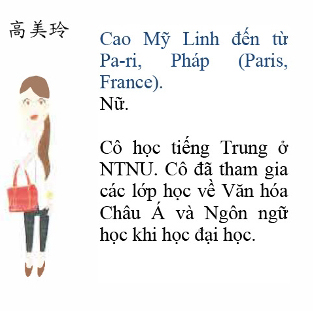 高美玲
Cao Mỹ Linh đến từ
Pa-ri, Pháp (Paris,
France).
Nữ.
Cô học tiếng Trung ở
NTNU. Cô đã tham gia
các lớp học về Văn hóa
Châu Á và Ngôn ngữ
học khi học đại học.